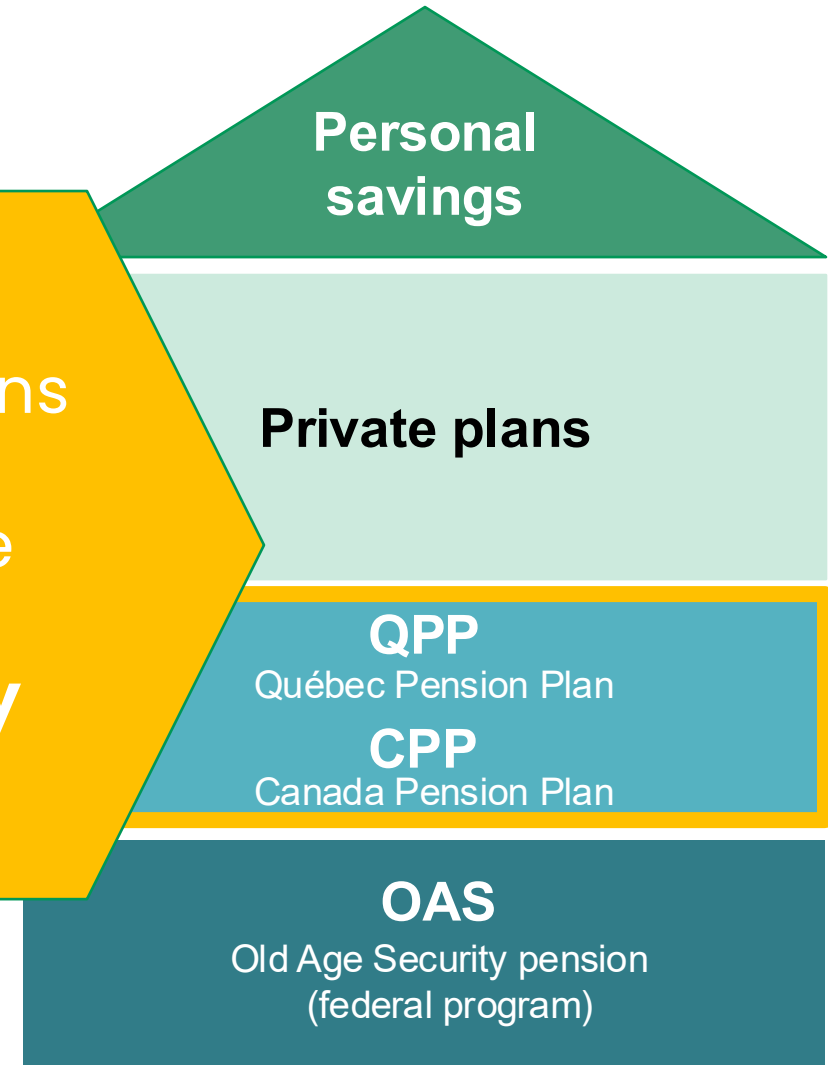 Personal
savings
ns
Private plans
e
QPP
Québec Pension Plan
y
CPP
Canada Pension Plan
OAS
Old Age Security pension
(federal program)